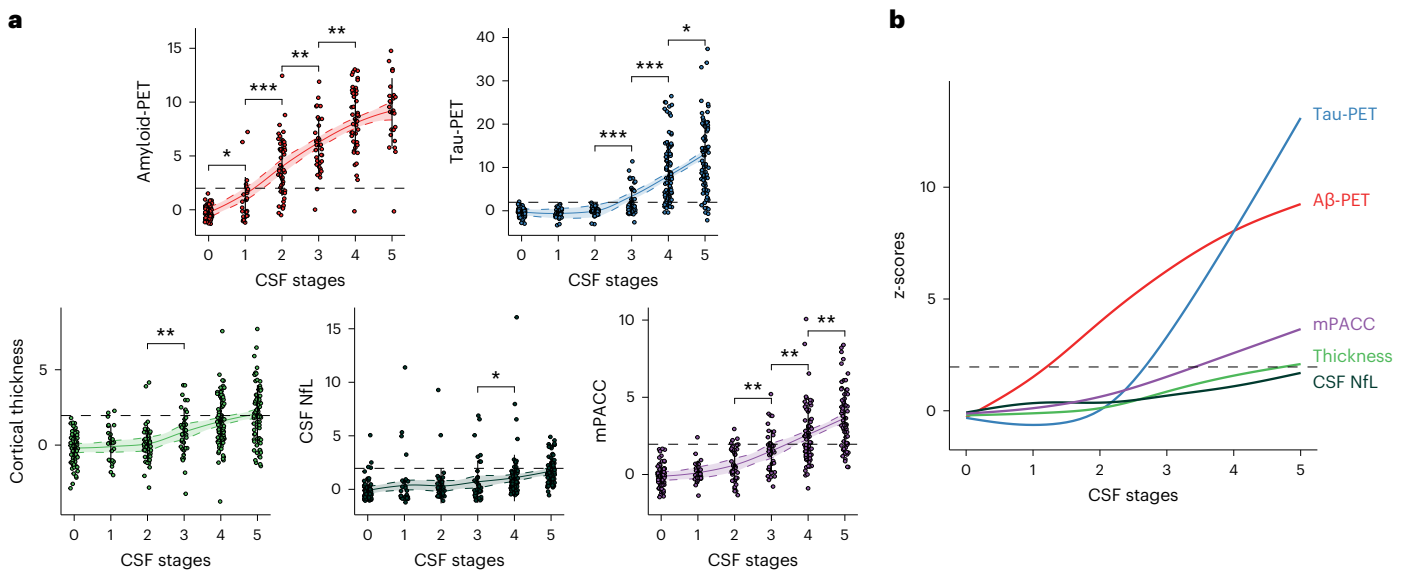 a
b
Amyloid-PET
15
10
5
0
*
***
**
**
0 1 2 3 4 5
CSF stages
Tau-PET
40
30
20
10
0
***
***
*
0 1 2 3 4 5
CSF stages
Cortical thickness
5
0
**
0 1 2 3 4 5
CSF stages
CSF NfL
15
10
5
0
*
0 1 2 3 4 5
CSF stages
mPACC
10
5
0
**
**
**
0 1 2 3 4 5
CSF stages
z-scores
10
5
0
Tau-PET
Aβ-PET
mPACC
Thickness
CSF NfL
0 1 2 3 4 5
CSF stages